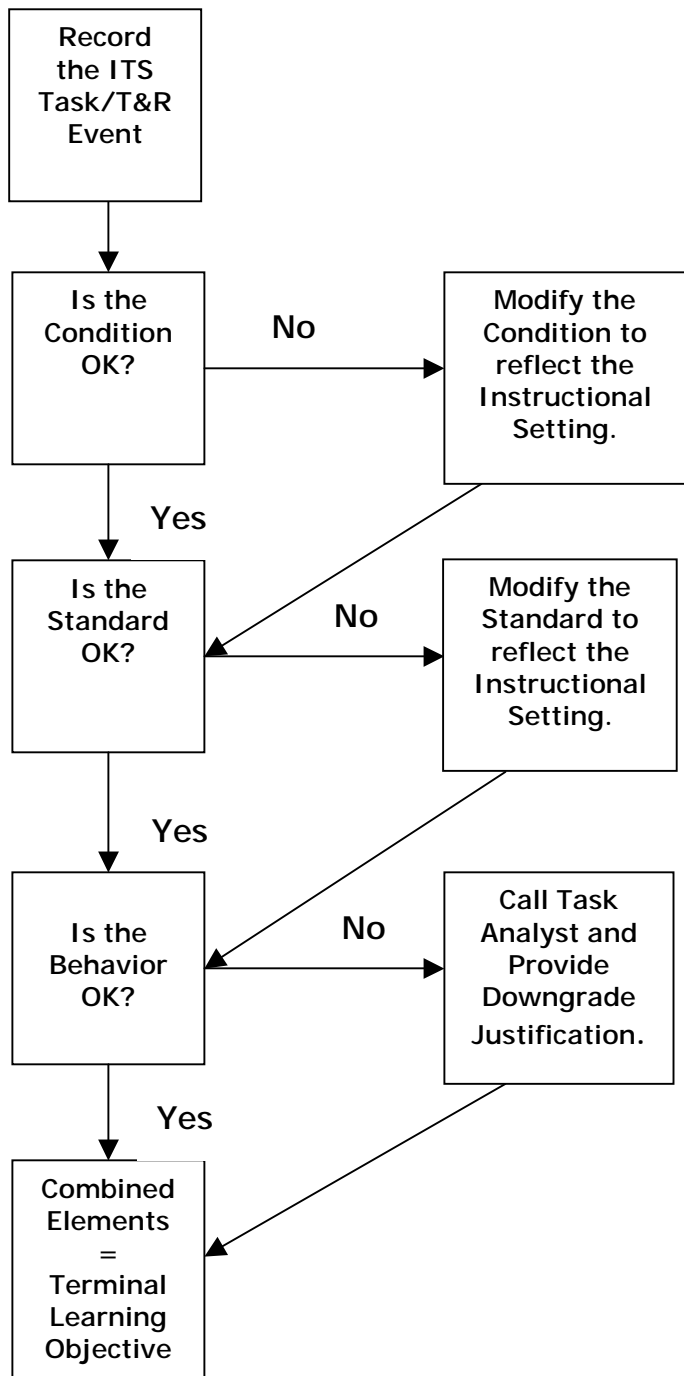 Record
the ITS
Task/T&R
Event
Is the
Condition
OK?
No
Modify the
Condition to
reflect the
Instructional
Setting.
Yes
Is the
Standard
OK?
No
Modify the
Standard to
reflect the
Instructional
Setting.
Yes
Is the
Behavior
OK?
No
Call Task
Analyst and
Provide
Downgrade
Justification.
Yes
Combined
Elements
=
Terminal
Learning
Objective